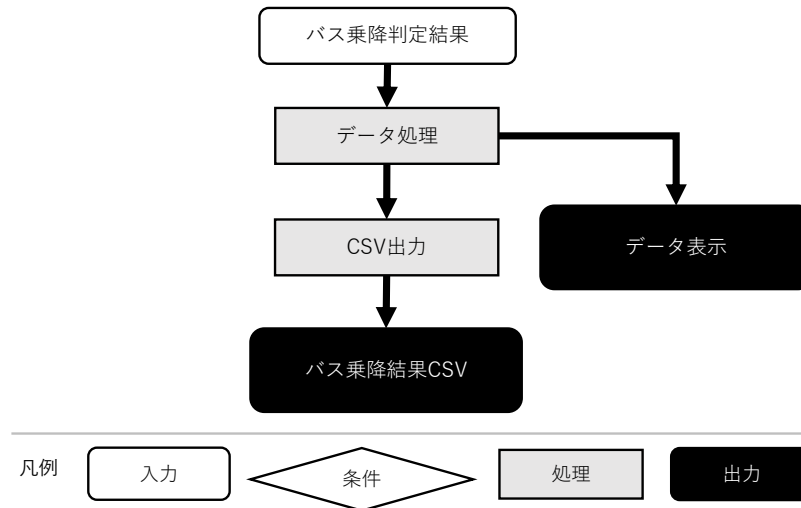 バス乗降判定結果
データ処理
CSV出力
データ表示
バス乗降結果CSV
凡例
入力
条件
処理
出力